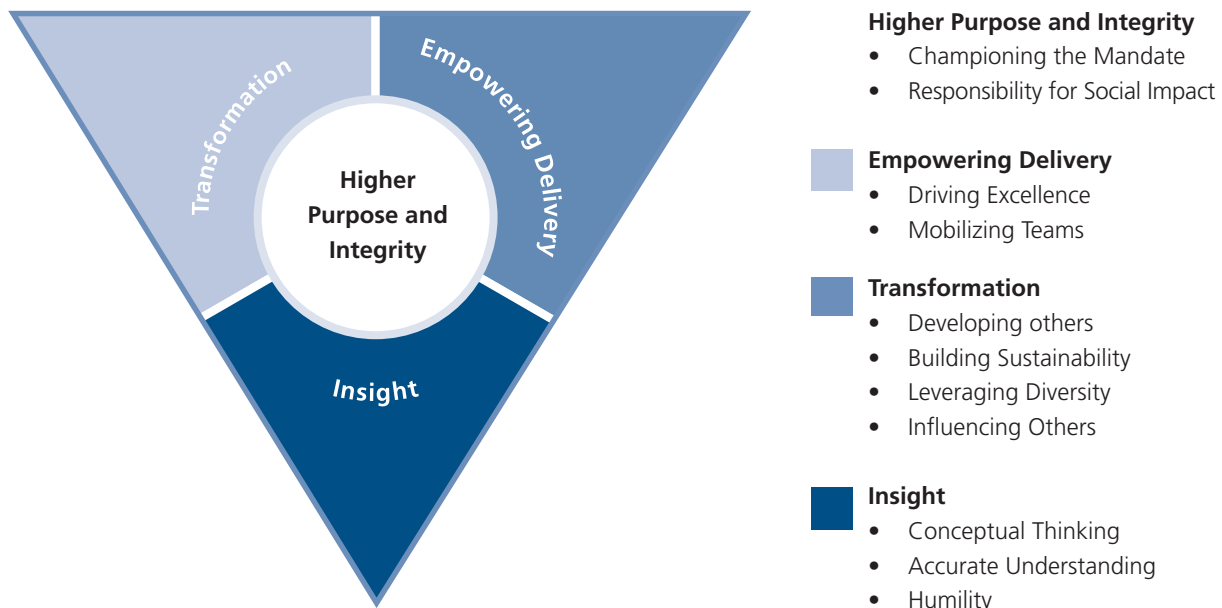 Transformation
Empowering Delivery
Higher
Purpose and
Integrity
Insight
Higher Purpose and Integrity
• Championing the Mandate
• Responsibility for Social Impact
Empowering Delivery
• Driving Excellence
• Mobilizing Teams
Transformation
• Developing others
• Building Sustainability
• Leveraging Diversity
• Influencing Others
Insight
• Conceptual Thinking
• Accurate Understanding
• Humility